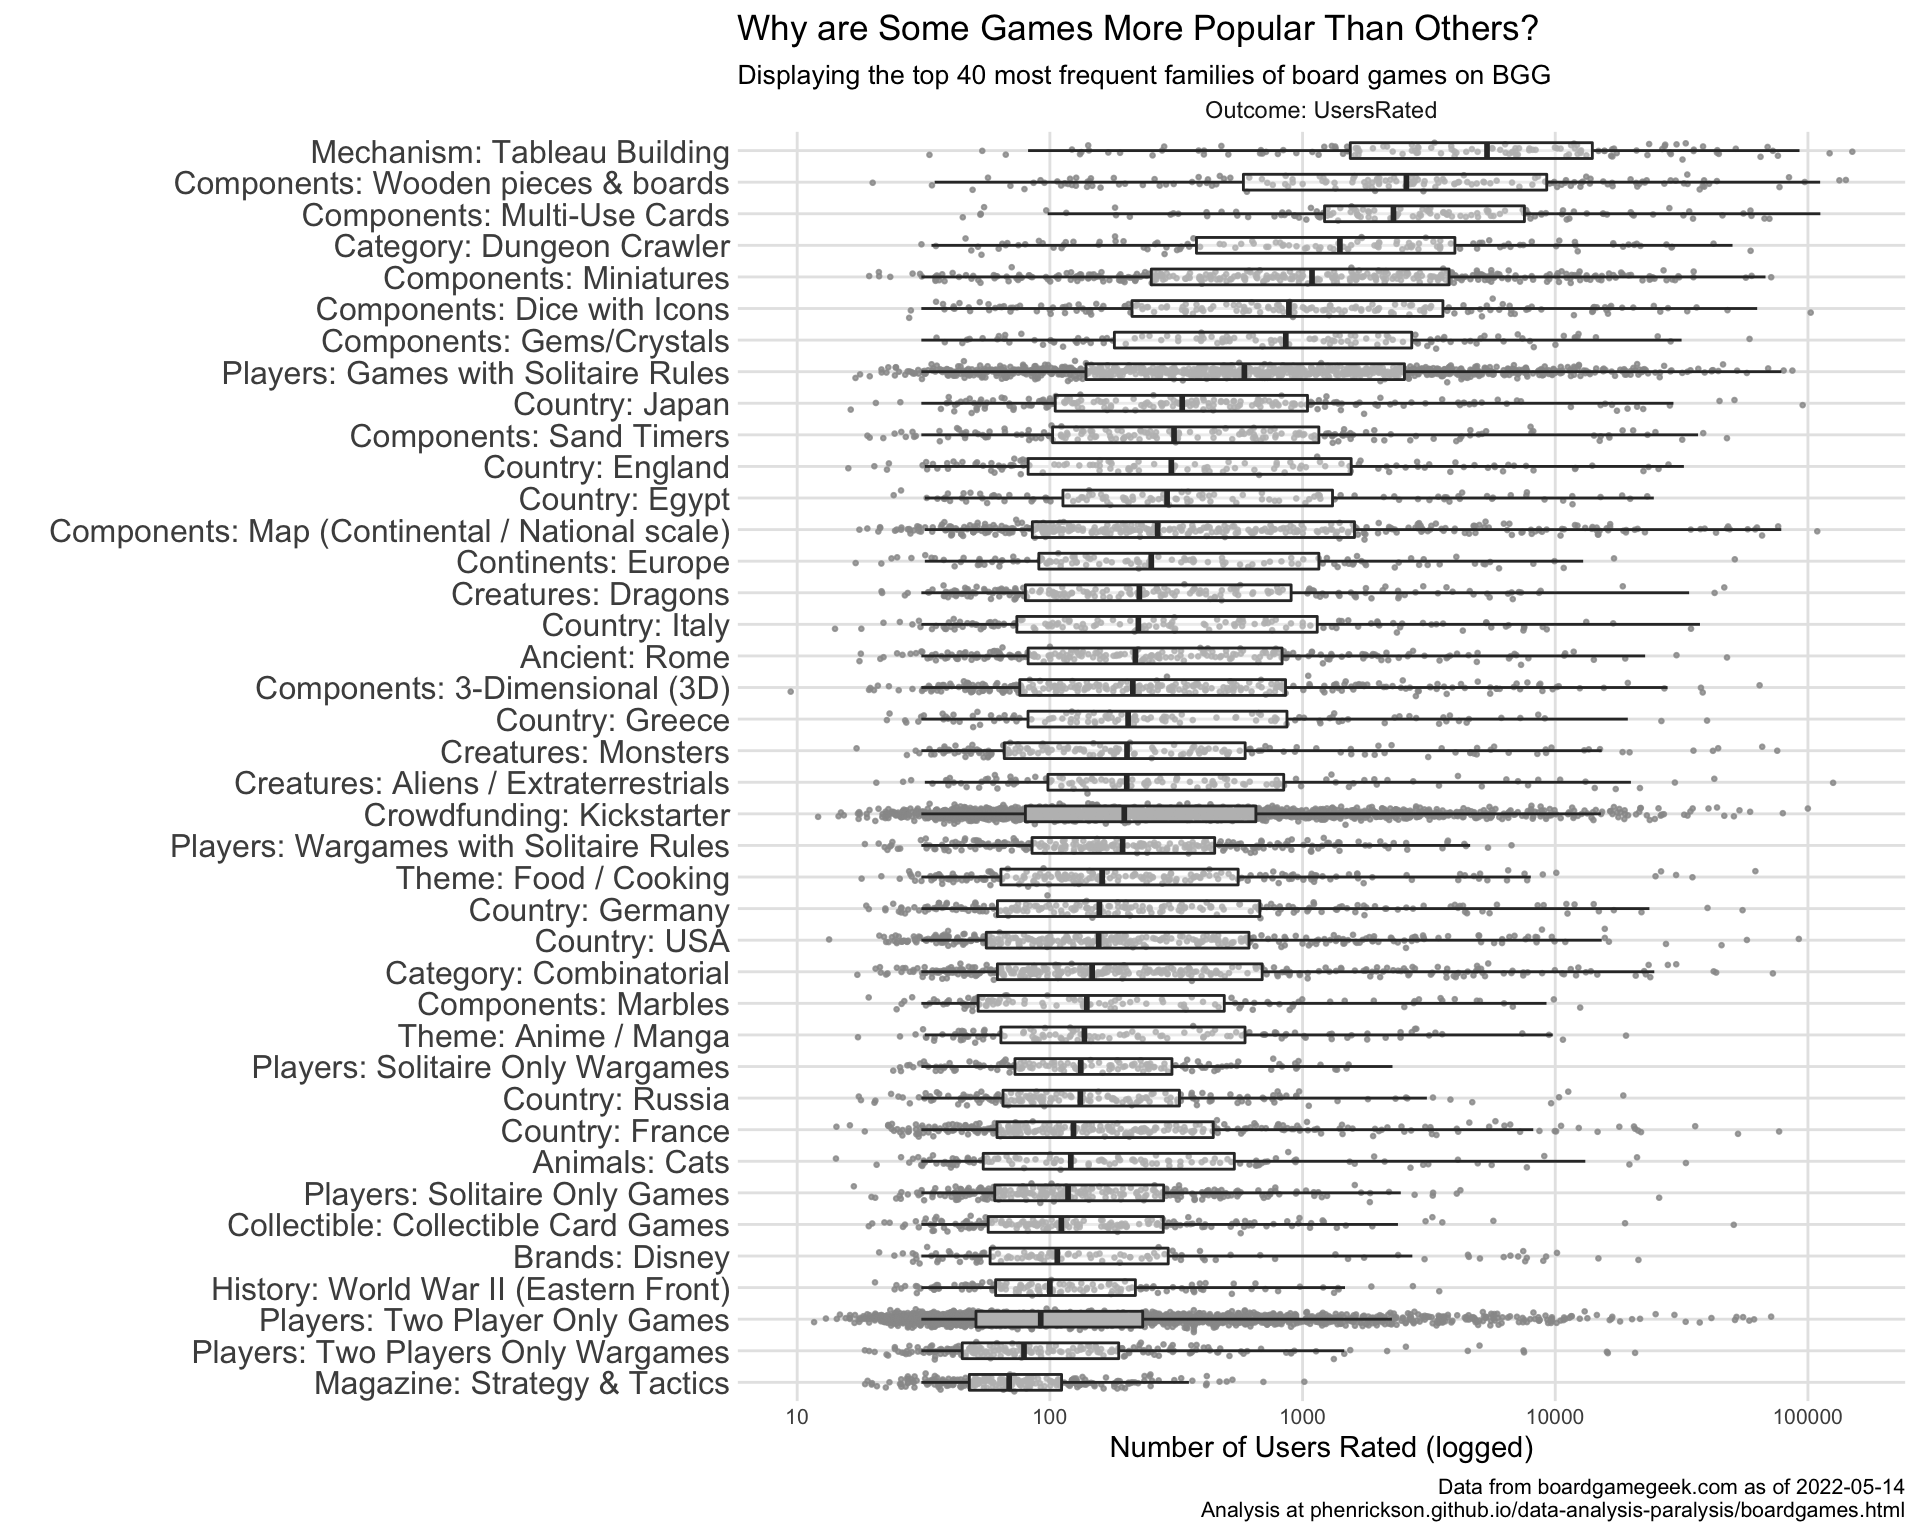 Why are Some Games More Popular Than Others?
Displaying the top 40 most frequent families of board games on BGG
Outcome: UsersRated
Mechanism: Tableau Building
Components: Wooden pieces & boards
Components: Multi-Use Cards
Category: Dungeon Crawler
Components: Miniatures
Components: Dice with Icons
Components: Gems/Crystals
Players: Games with Solitaire Rules
Country: Japan
Components: Sand Timers
Country: England
Country: Egypt
Components: Map (Continental / National scale)
Continents: Europe
Creatures: Dragons
Country: Italy
Ancient: Rome
Components: 3-Dimensional (3D)
Country: Greece
Creatures: Monsters
Creatures: Aliens / Extraterrestrials
Crowdfunding: Kickstarter
Players: Wargames with Solitaire Rules
Theme: Food / Cooking
Country: Germany
Country: USA
Category: Combinatorial
Components: Marbles
Theme: Anime / Manga
Players: Solitaire Only Wargames
Country: Russia
Country: France
Animals: Cats
Players: Solitaire Only Games
Collectible: Collectible Card Games
Brands: Disney
History: World War II (Eastern Front)
Players: Two Player Only Games
Players: Two Players Only Wargames
Magazine: Strategy & Tactics
10 100 1000 10000 100000
Number of Users Rated (logged)
Data from boardgamegeek.com as of 2022-05-14
Analysis at phenrickson.github.io/data-analysis-paralysis/boardgames.html